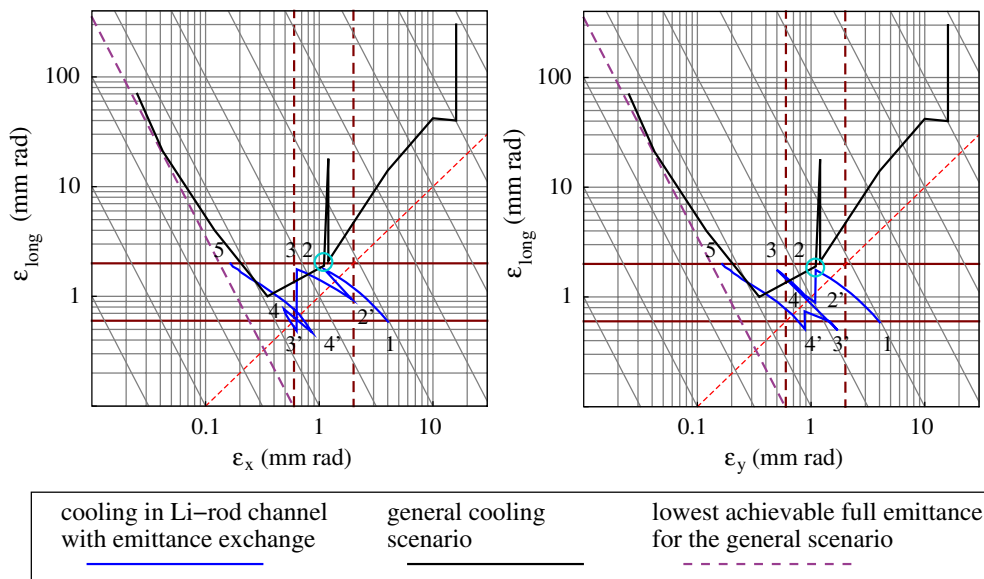 100
10
1
0.1
1
10
ε_long (mm rad)
ε_x (mm rad)
5
3
2
4
2’
3’
4’
1
100
10
1
0.1
1
10
ε_long (mm rad)
ε_y (mm rad)
5
3
2
4
4’
3’
2’
1
cooling in Li−rod channel
with emittance exchange
general cooling
scenario
lowest achievable full emittance
for the general scenario